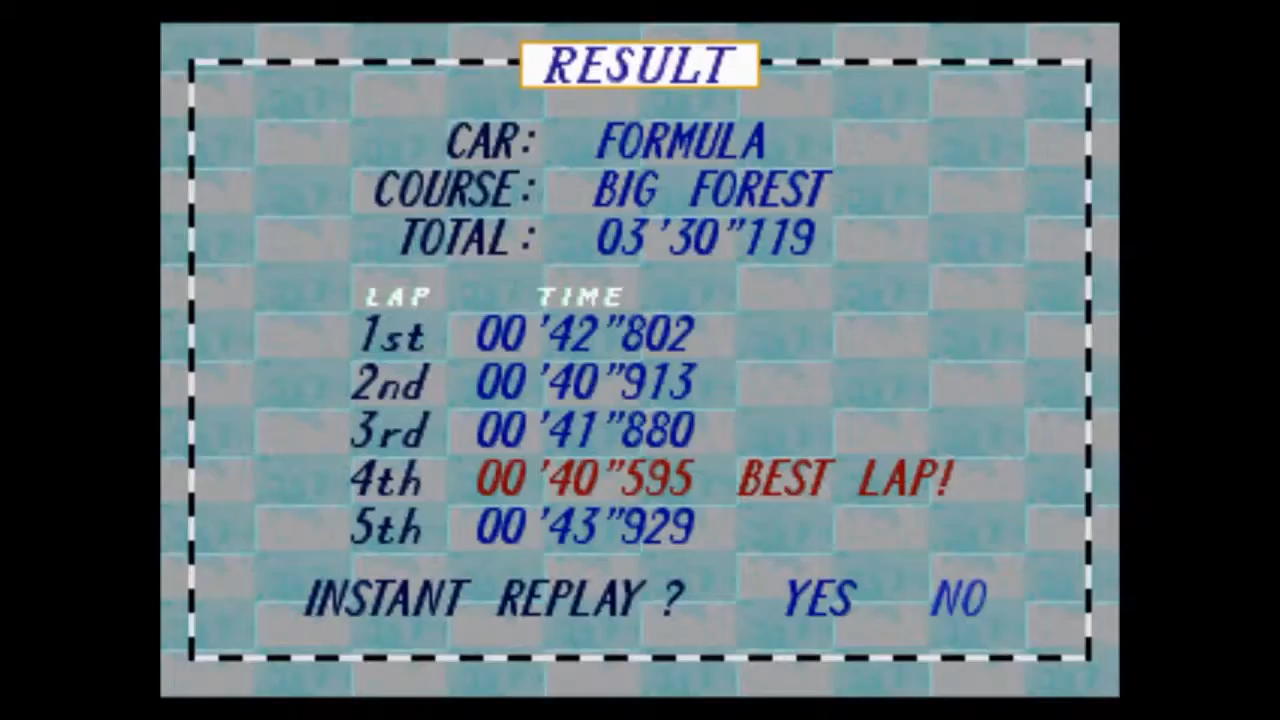 RESULT
CAR: FORMULA
COURSE: BIG FOREST
TOTAL: 03'30"119
LAP TIME
1st 00'42"802
2nd 00'40"913
3rd 00'41"880
4th 00'40"595 BEST LAP!
5th 00'43"929
INSTANT REPLAY ? YES NO